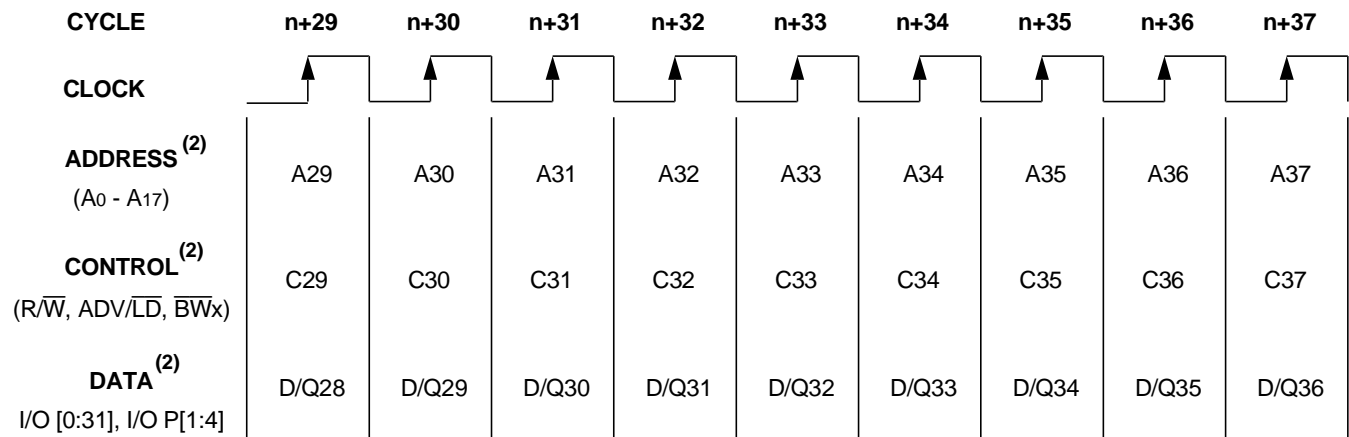 CYCLE n+29 n+30 n+31 n+32 n+33 n+34 n+35 n+36 n+37
CLOCK
ADDRESS(2) A29 A30 A31 A32 A33 A34 A35 A36 A37
(A0 - A17)
CONTROL(2) C29 C30 C31 C32 C33 C34 C35 C36 C37
(R/W̅, ADV/L̅D̅, B̅W̅x)
DATA(2) D/Q28 D/Q29 D/Q30 D/Q31 D/Q32 D/Q33 D/Q34 D/Q35 D/Q36
I/O [0:31], I/O P[1:4]